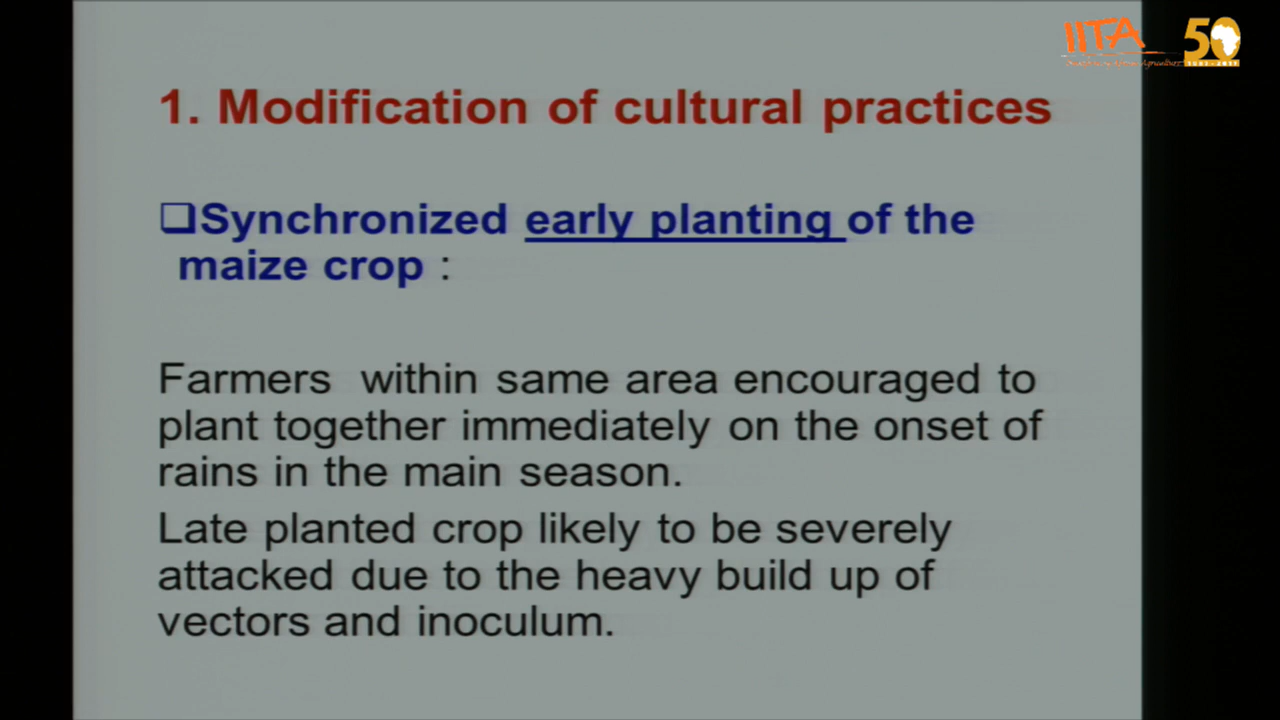 IITA 50
1. Modification of cultural practices
❑Synchronized early planting of the
maize crop :
Farmers within same area encouraged to
plant together immediately on the onset of
rains in the main season.
Late planted crop likely to be severely
attacked due to the heavy build up of
vectors and inoculum.